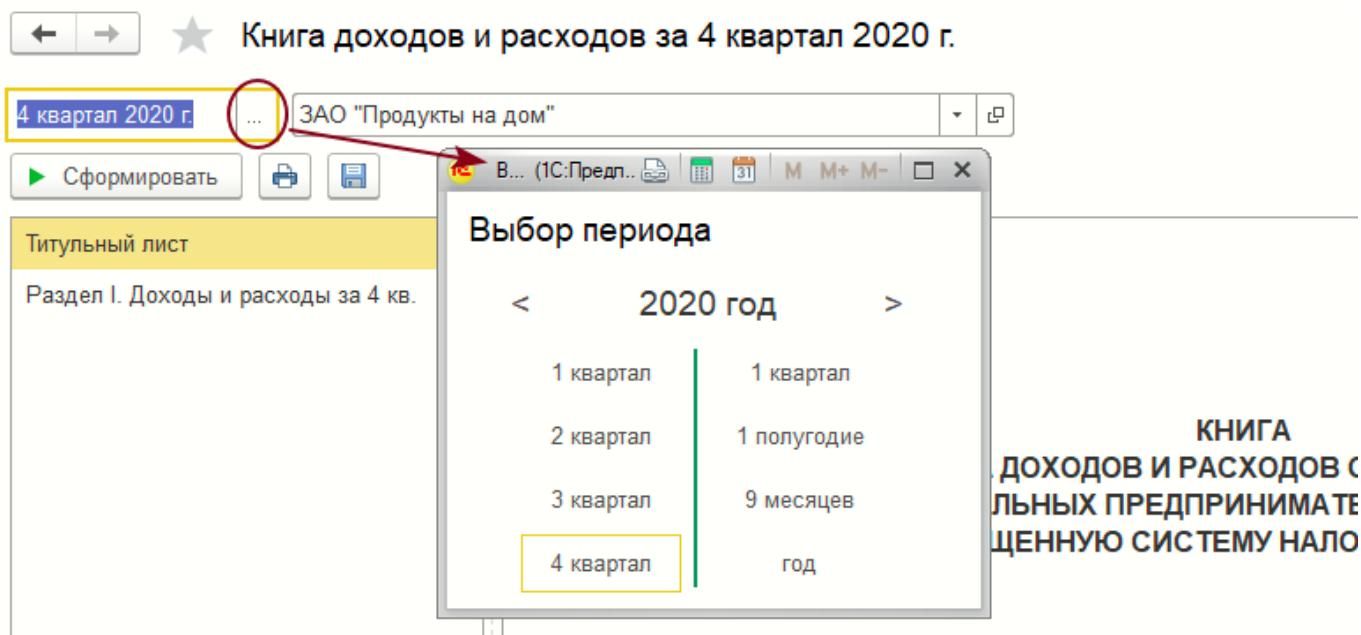 Книга доходов и расходов за 4 квартал 2020 г.
4 квартал 2020 г. ... ЗАО "Продукты на дом"
Сформировать
В... (1С:Предп.. 31 M M+ M-
Титульный лист
Раздел I. Доходы и расходы за 4 кв.
Выбор периода
< 2020 год >
1 квартал 1 квартал
2 квартал 1 полугодие
3 квартал 9 месяцев
4 квартал год
КНИГА
ДОХОДОВ И РАСХОДОВ
ЛЬНЫХ ПРЕДПРИНИМАТЕ
ЩЕННУЮ СИСТЕМУ НАЛО